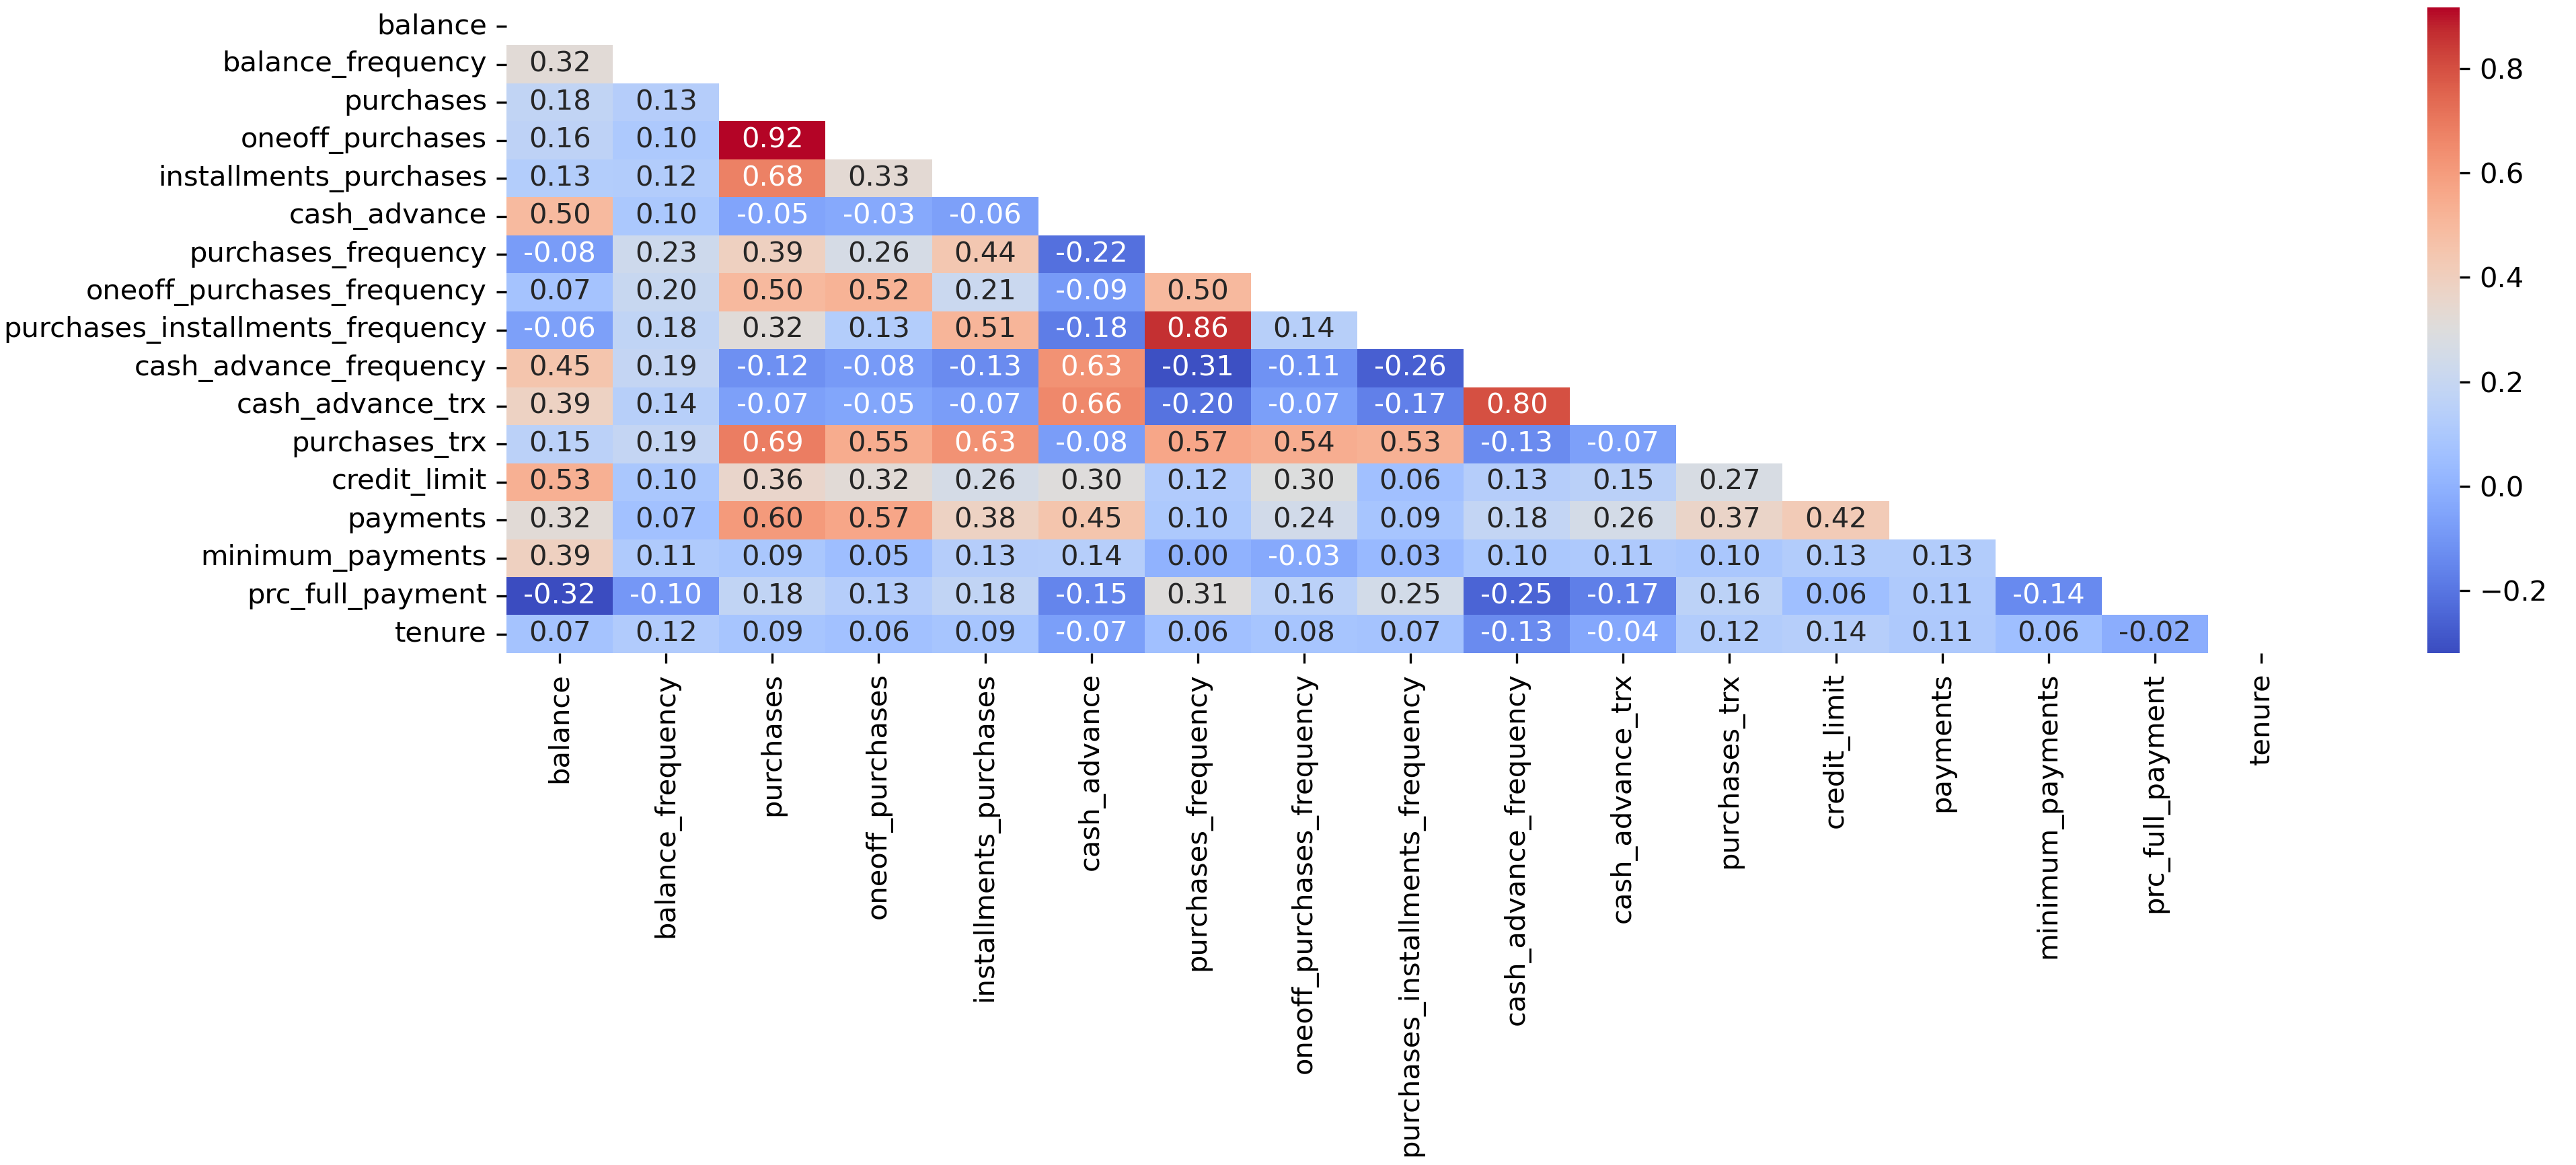 balance
balance_frequency 0.32
purchases 0.18 0.13
oneoff_purchases 0.16 0.10 0.92
installments_purchases 0.13 0.12 0.68 0.33
cash_advance 0.50 0.10 -0.05 -0.03 -0.06
purchases_frequency -0.08 0.23 0.39 0.26 0.44 -0.22
oneoff_purchases_frequency 0.07 0.20 0.50 0.52 0.21 -0.09 0.50
purchases_installments_frequency -0.06 0.18 0.32 0.13 0.51 -0.18 0.86 0.14
cash_advance_frequency 0.45 0.19 -0.12 -0.08 -0.13 0.63 -0.31 -0.11 -0.26
cash_advance_trx 0.39 0.14 -0.07 -0.05 -0.07 0.66 -0.20 -0.07 -0.17 0.80
purchases_trx 0.15 0.19 0.69 0.55 0.63 -0.08 0.57 0.54 0.53 -0.13 -0.07
credit_limit 0.53 0.10 0.36 0.32 0.26 0.30 0.12 0.30 0.06 0.13 0.15 0.27
payments 0.32 0.07 0.60 0.57 0.38 0.45 0.10 0.24 0.09 0.18 0.26 0.37 0.42
minimum_payments 0.39 0.11 0.09 0.05 0.13 0.14 0.00 -0.03 0.03 0.10 0.11 0.10 0.13 0.13
prc_full_payment -0.32 -0.10 0.18 0.13 0.18 -0.15 0.31 0.16 0.25 -0.25 -0.17 0.16 0.06 0.11 -0.14
tenure 0.07 0.12 0.09 0.06 0.09 -0.07 0.06 0.08 0.07 -0.13 -0.04 0.12 0.14 0.11 0.06 -0.02
balance
balance_frequency
purchases
oneoff_purchases
installments_purchases
cash_advance
purchases_frequency
oneoff_purchases_frequency
purchases_installments_frequency
cash_advance_frequency
cash_advance_trx
purchases_trx
credit_limit
payments
minimum_payments
prc_full_payment
tenure
0.8
0.6
0.4
0.2
0.0
−0.2